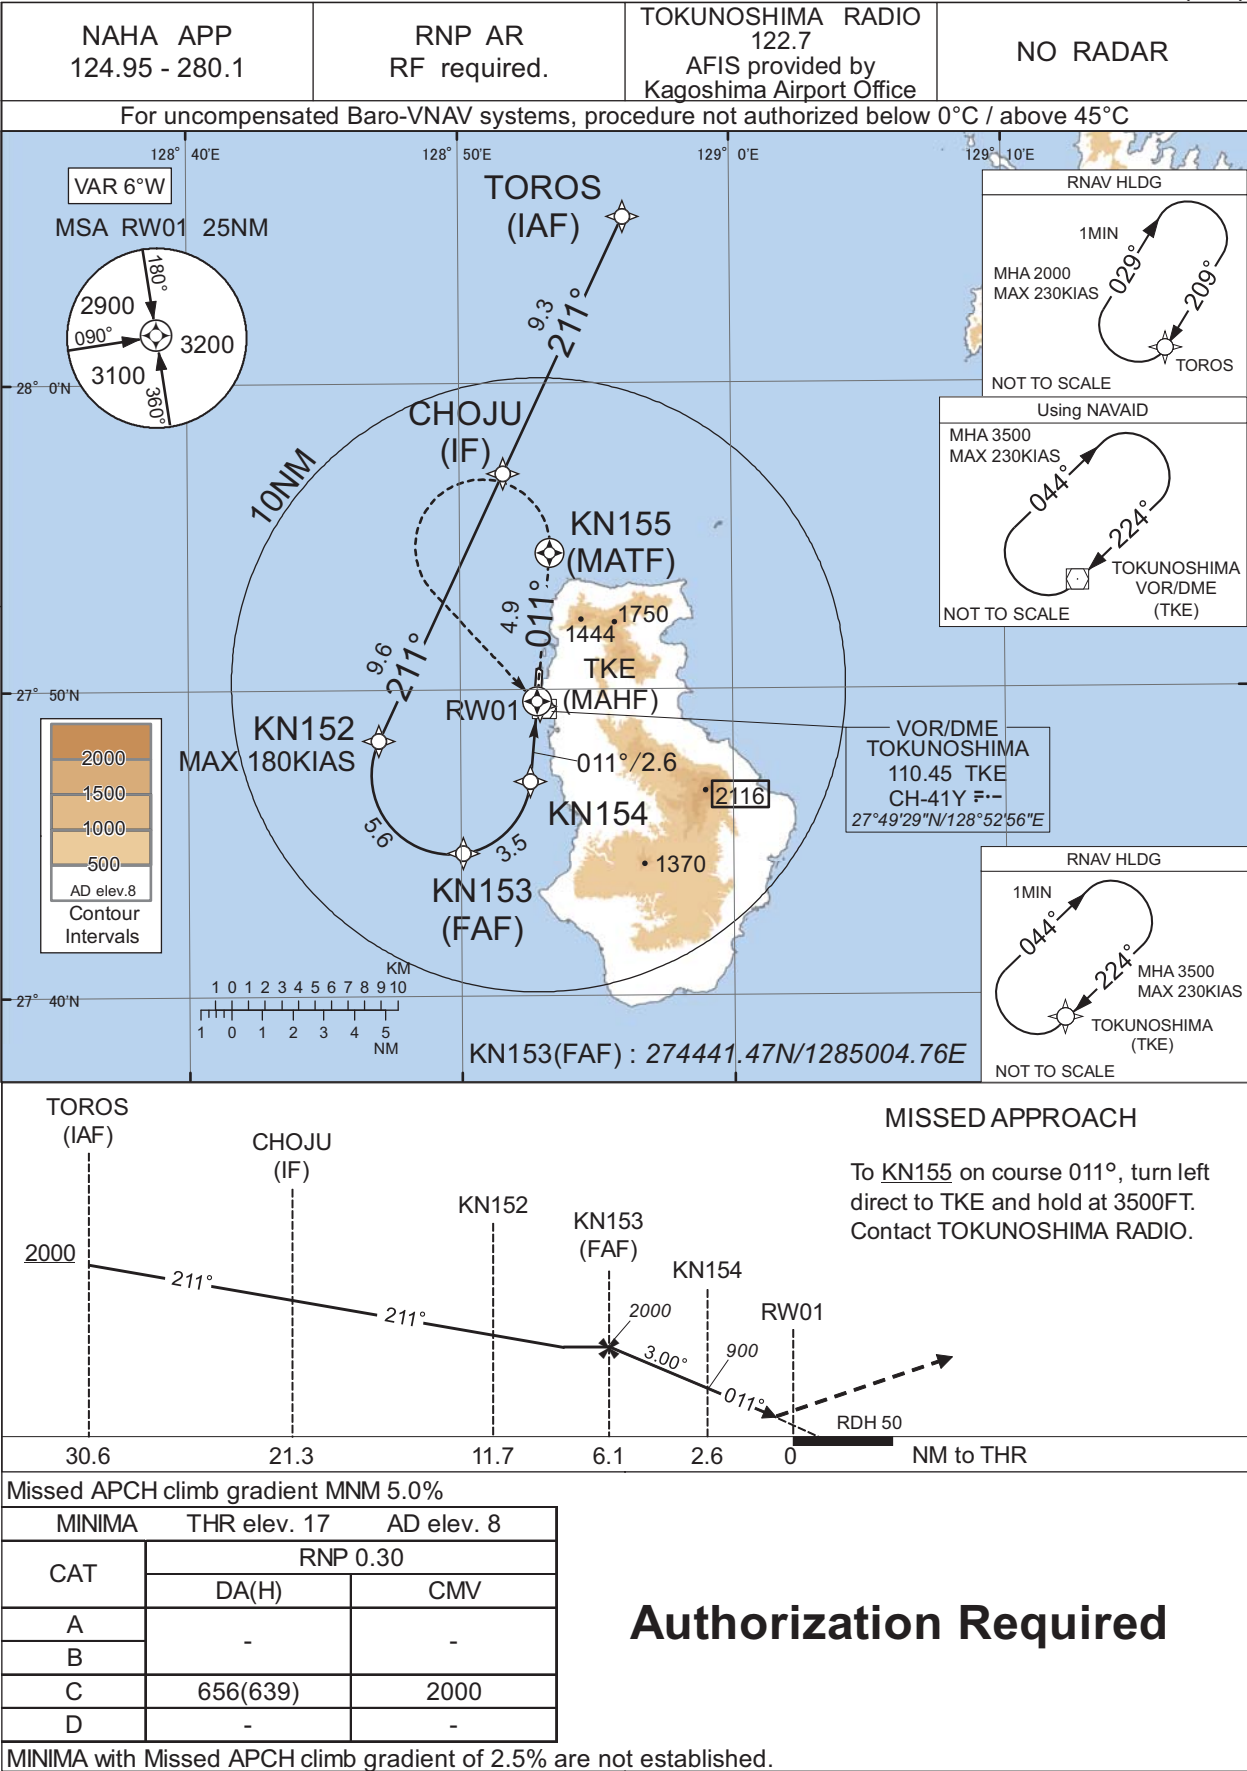 NAHA APP
124.95 - 280.1
RNP AR
RF required.
TOKUNOSHIMA RADIO
122.7
AFIS provided by
Kagoshima Airport Office
NO RADAR
For uncompensated Baro-VNAV systems, procedure not authorized below 0°C / above 45°C
128° 40'E
128° 50'E
129° 0'E
129° 10'E
VAR 6°W
MSA RW01 25NM
180°
2900
090°
3200
3100
360°
28° 0'N
TOROS
(IAF)
9.3
211°
CHOJU
(IF)
10NM
KN155
(MATF)
4.9
011°
1444
1750
9.6
211°
TKE
(MAHF)
27° 50'N
RW01
KN152
MAX 180KIAS
011°/2.6
KN154
2116
5.6
3.5
1370
KN153
(FAF)
VOR/DME
TOKUNOSHIMA
110.45 TKE
CH-41Y
27°49'29"N/128°52'56"E
2000
1500
1000
500
AD elev.8
Contour
Intervals
27° 40'N
KM
1 0 1 2 3 4 5 6 7 8 9 10
1 0 1 2 3 4 5
NM
KN153(FAF) : 274441.47N/1285004.76E
RNAV HLDG
1MIN
MHA 2000
MAX 230KIAS
029°
209°
TOROS
NOT TO SCALE
Using NAVAID
MHA 3500
MAX 230KIAS
044°
224°
TOKUNOSHIMA
VOR/DME
(TKE)
NOT TO SCALE
RNAV HLDG
1MIN
044°
224°
MHA 3500
MAX 230KIAS
TOKUNOSHIMA
(TKE)
NOT TO SCALE
TOROS
(IAF)
CHOJU
(IF)
KN152
KN153
(FAF)
KN154
RW01
2000
211°
211°
2000
3.00°
900
011°
RDH 50
30.6
21.3
11.7
6.1
2.6
0
NM to THR
MISSED APPROACH
To KN155 on course 011°, turn left
direct to TKE and hold at 3500FT.
Contact TOKUNOSHIMA RADIO.
Missed APCH climb gradient MNM 5.0%
MINIMA THR elev. 17 AD elev. 8
CAT
RNP 0.30
DA(H) CMV
A
B
- -
C 656(639) 2000
D - -
MINIMA with Missed APCH climb gradient of 2.5% are not established.
Authorization Required